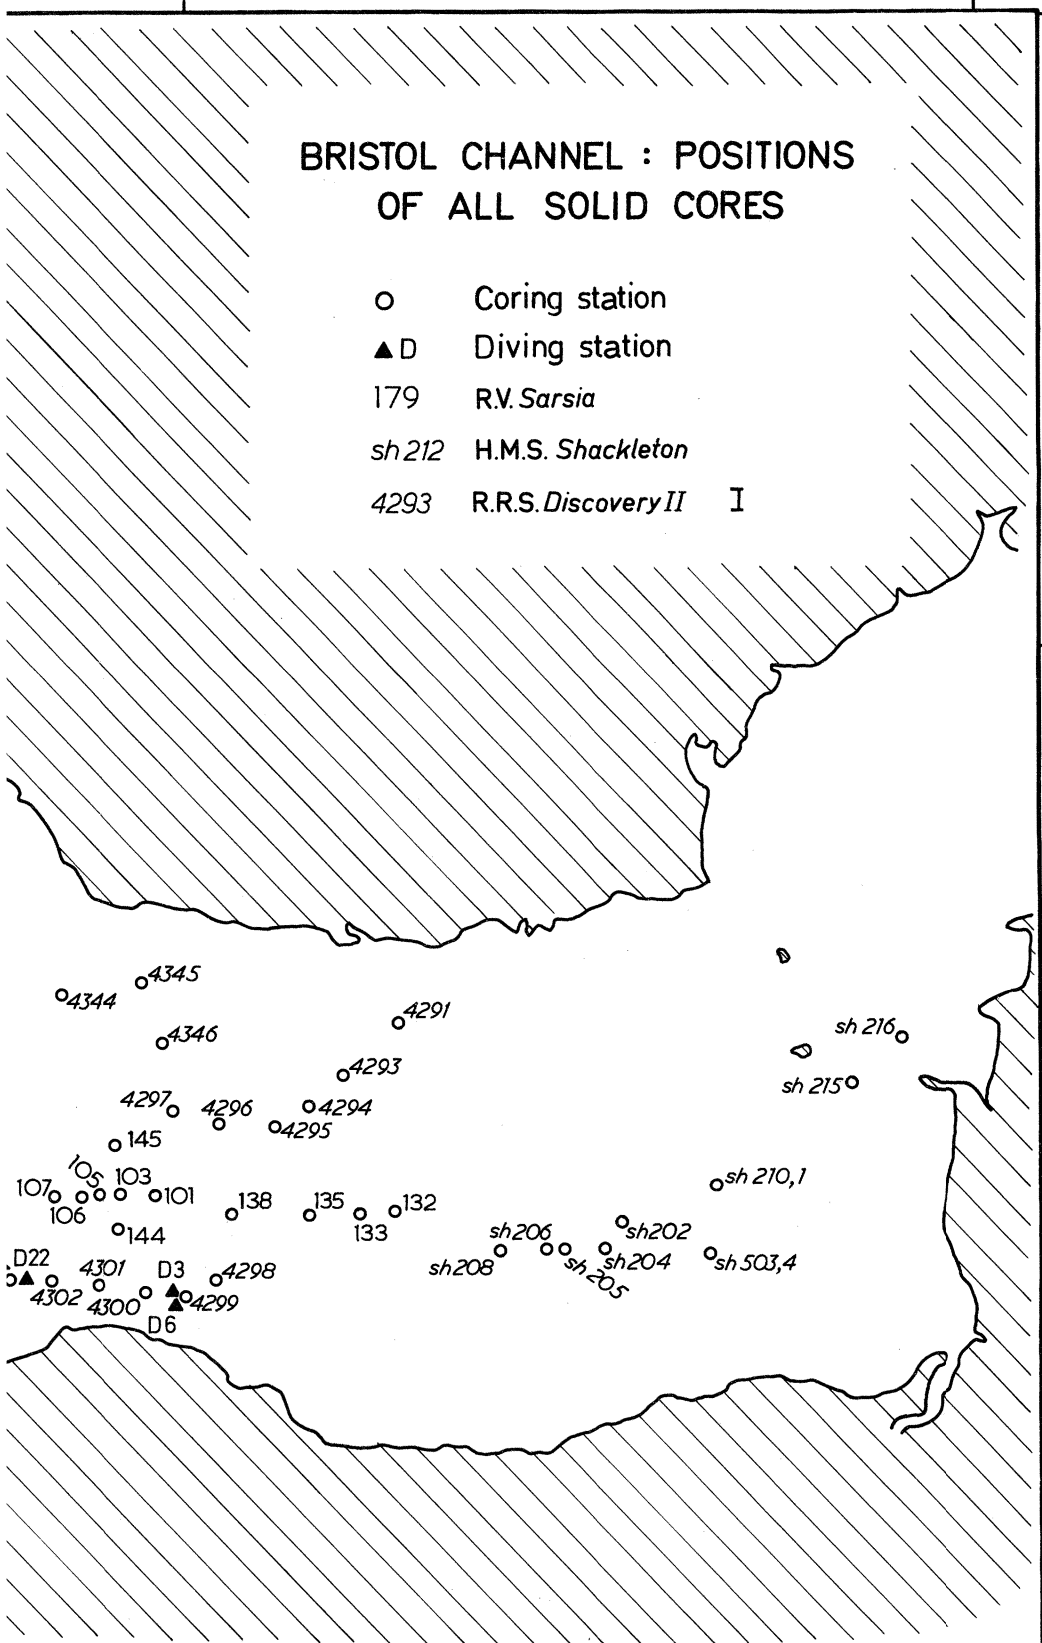 BRISTOL CHANNEL : POSITIONS
OF ALL SOLID CORES
Coring station
D Diving station
179 R.V. Sarsia
sh 212 H.M.S. Shackleton
4293 R.R.S. Discovery II I
4345
4344
4291
4346
sh 216
4293
sh 215
4297
4296
4294
4295
145
105
103
107
101
106
sh 210,1
138
135
132
133
144
sh 202
sh 206
sh 208
sh 205
sh 204
sh 503,4
D22
4301
D3
4298
4302
4300
4299
D6